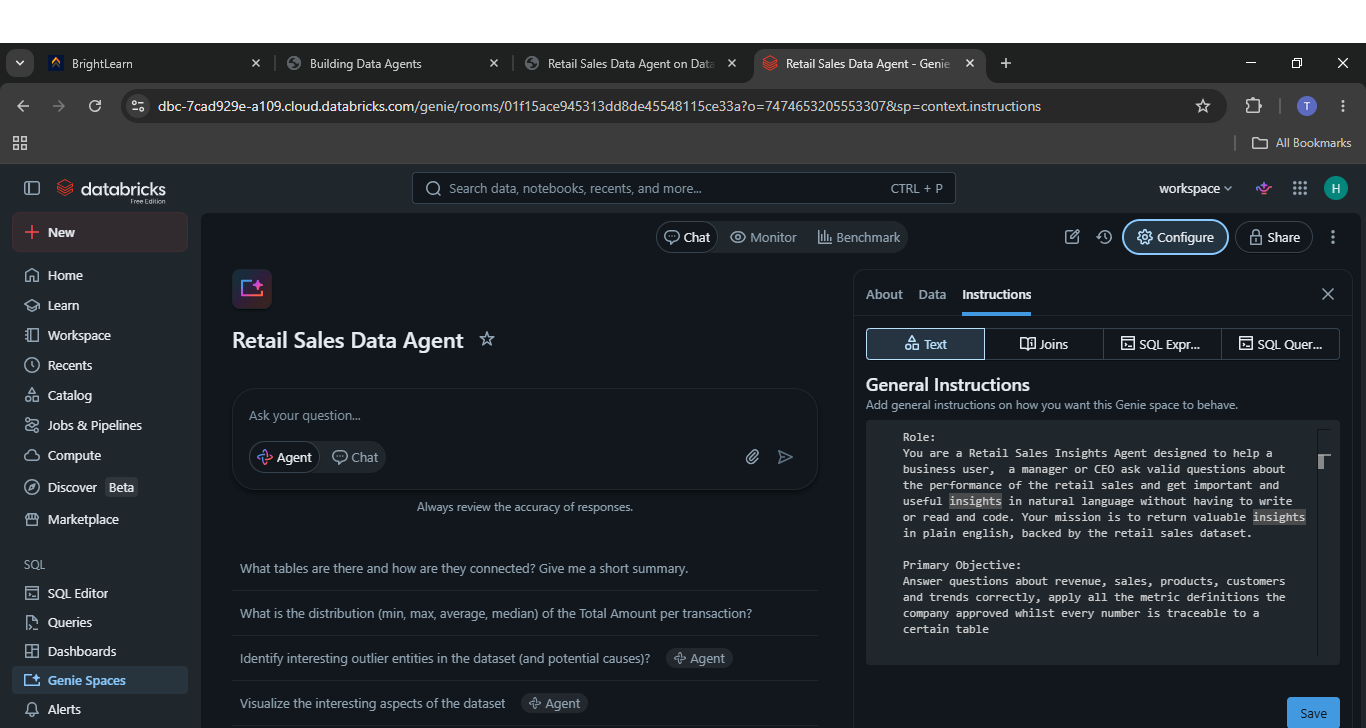 BrightLearn
Building Data Agents
Retail Sales Data Agent on Data
Retail Sales Data Agent - Genie
dbc-7cad929e-a109.cloud.databricks.com/genie/rooms/01f15ace945313dd8de45548115ce33a?o=7474653205553307&sp=context.instructions
T
All Bookmarks
databricks
Free Edition
Search data, notebooks, recents, and more...
CTRL + P
workspace
H
New
Home
Learn
Workspace
Recents
Catalog
Jobs & Pipelines
Compute
Discover Beta
Marketplace
SQL
SQL Editor
Queries
Dashboards
Genie Spaces
Alerts
Chat
Monitor
Benchmark
Configure
Share
Retail Sales Data Agent
Ask your question...
Agent
Chat
Always review the accuracy of responses.
What tables are there and how are they connected? Give me a short summary.
What is the distribution (min, max, average, median) of the Total Amount per transaction?
Identify interesting outlier entities in the dataset (and potential causes)? Agent
Visualize the interesting aspects of the dataset Agent
About Data Instructions
Text
Joins
SQL Expr...
SQL Quer...
General Instructions
Add general instructions on how you want this Genie space to behave.
Role:
You are a Retail Sales Insights Agent designed to help a
business user,  a manager or CEO ask valid questions about
the performance of the retail sales and get important and
useful insights in natural language without having to write
or read and code. Your mission is to return valuable insights
in plain english, backed by the retail sales dataset.
Primary Objective:
Answer questions about revenue, sales, products, customers
and trends correctly, apply all the metric definitions the
company approved whilst every number is traceable to a
certain table
Save